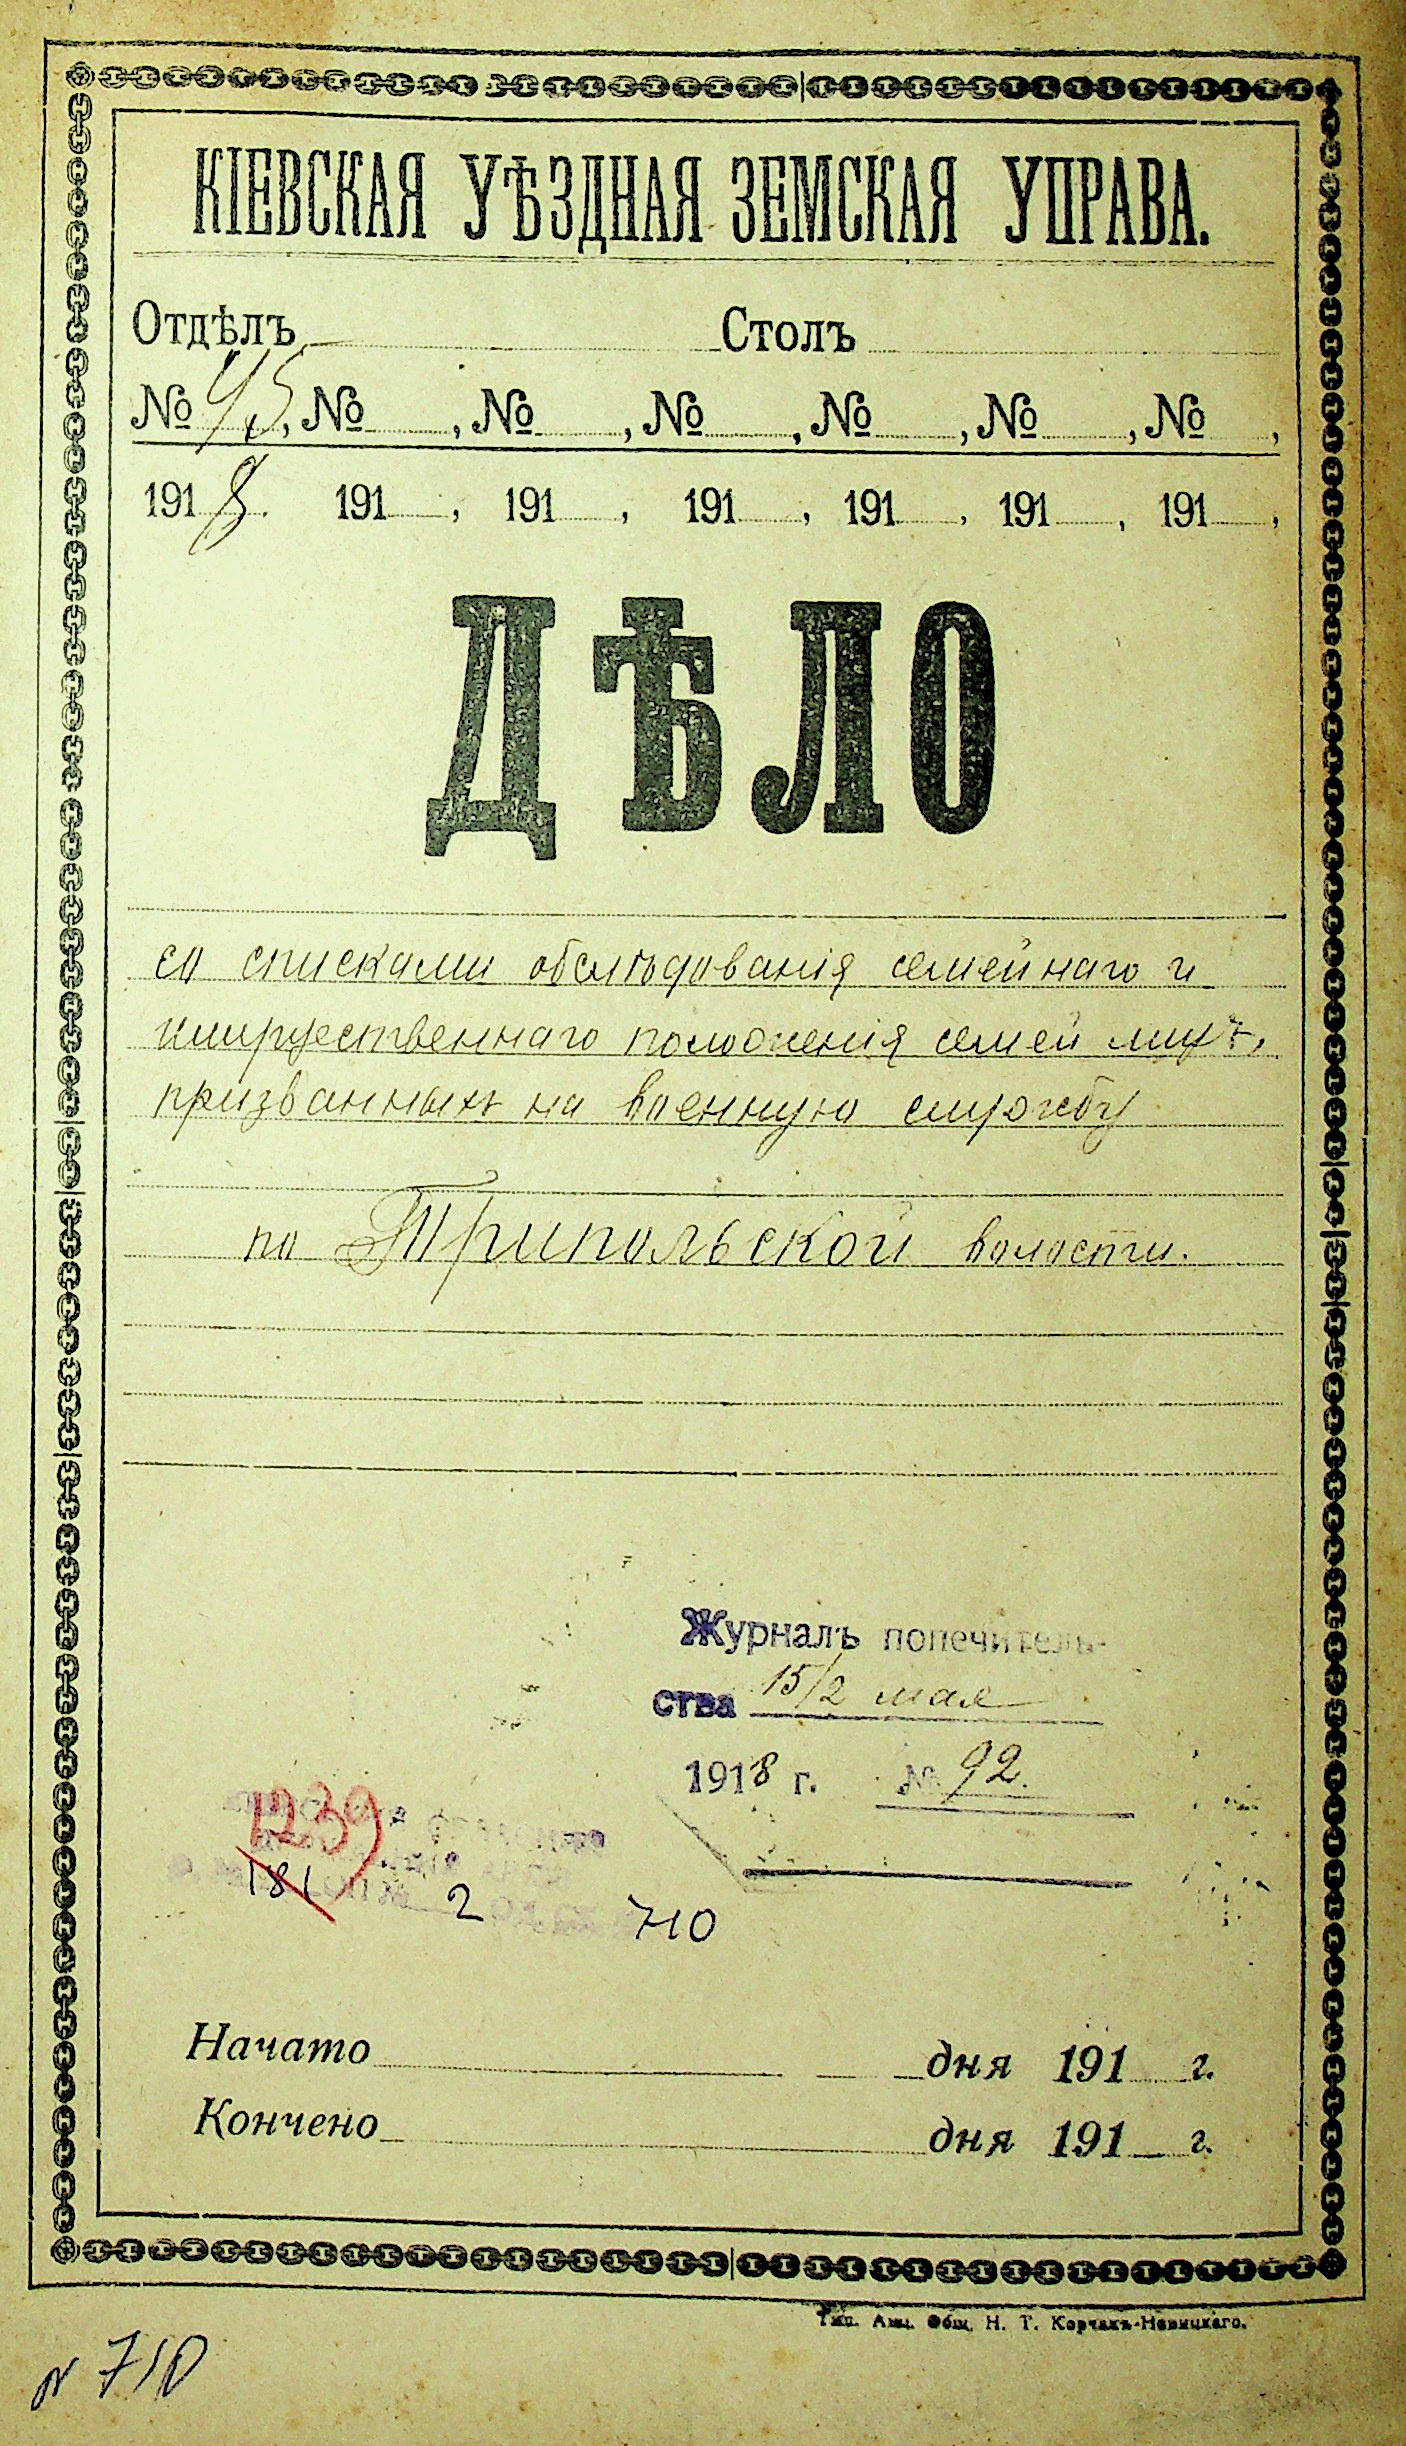 КІЕВСКАЯ УѢЗДНАЯ ЗЕМСКАЯ УПРАВА.
Отдѣлъ Столъ
№ 45, №, №, №, №, №, №,
1918. 191, 191, 191, 191, 191, 191,
ДѢЛО
со списками обслѣдованія семейнаго и
имущественнаго положенія семей лицъ,
призванныхъ на военную службу
по Трипольской волости.
Журналъ попечитель-
ства 15/2 мая
1918 г. № 92.
1239
181 2 710
Начато дня 191 г.
Кончено дня 191 г.
Тип. Акц. Общ. Н. Т. Корчакъ-Новицкаго.
N 710